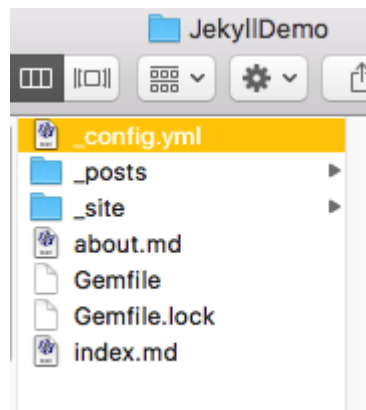 JekyllDemo
_config.yml
_posts
_site
about.md
Gemfile
Gemfile.lock
index.md